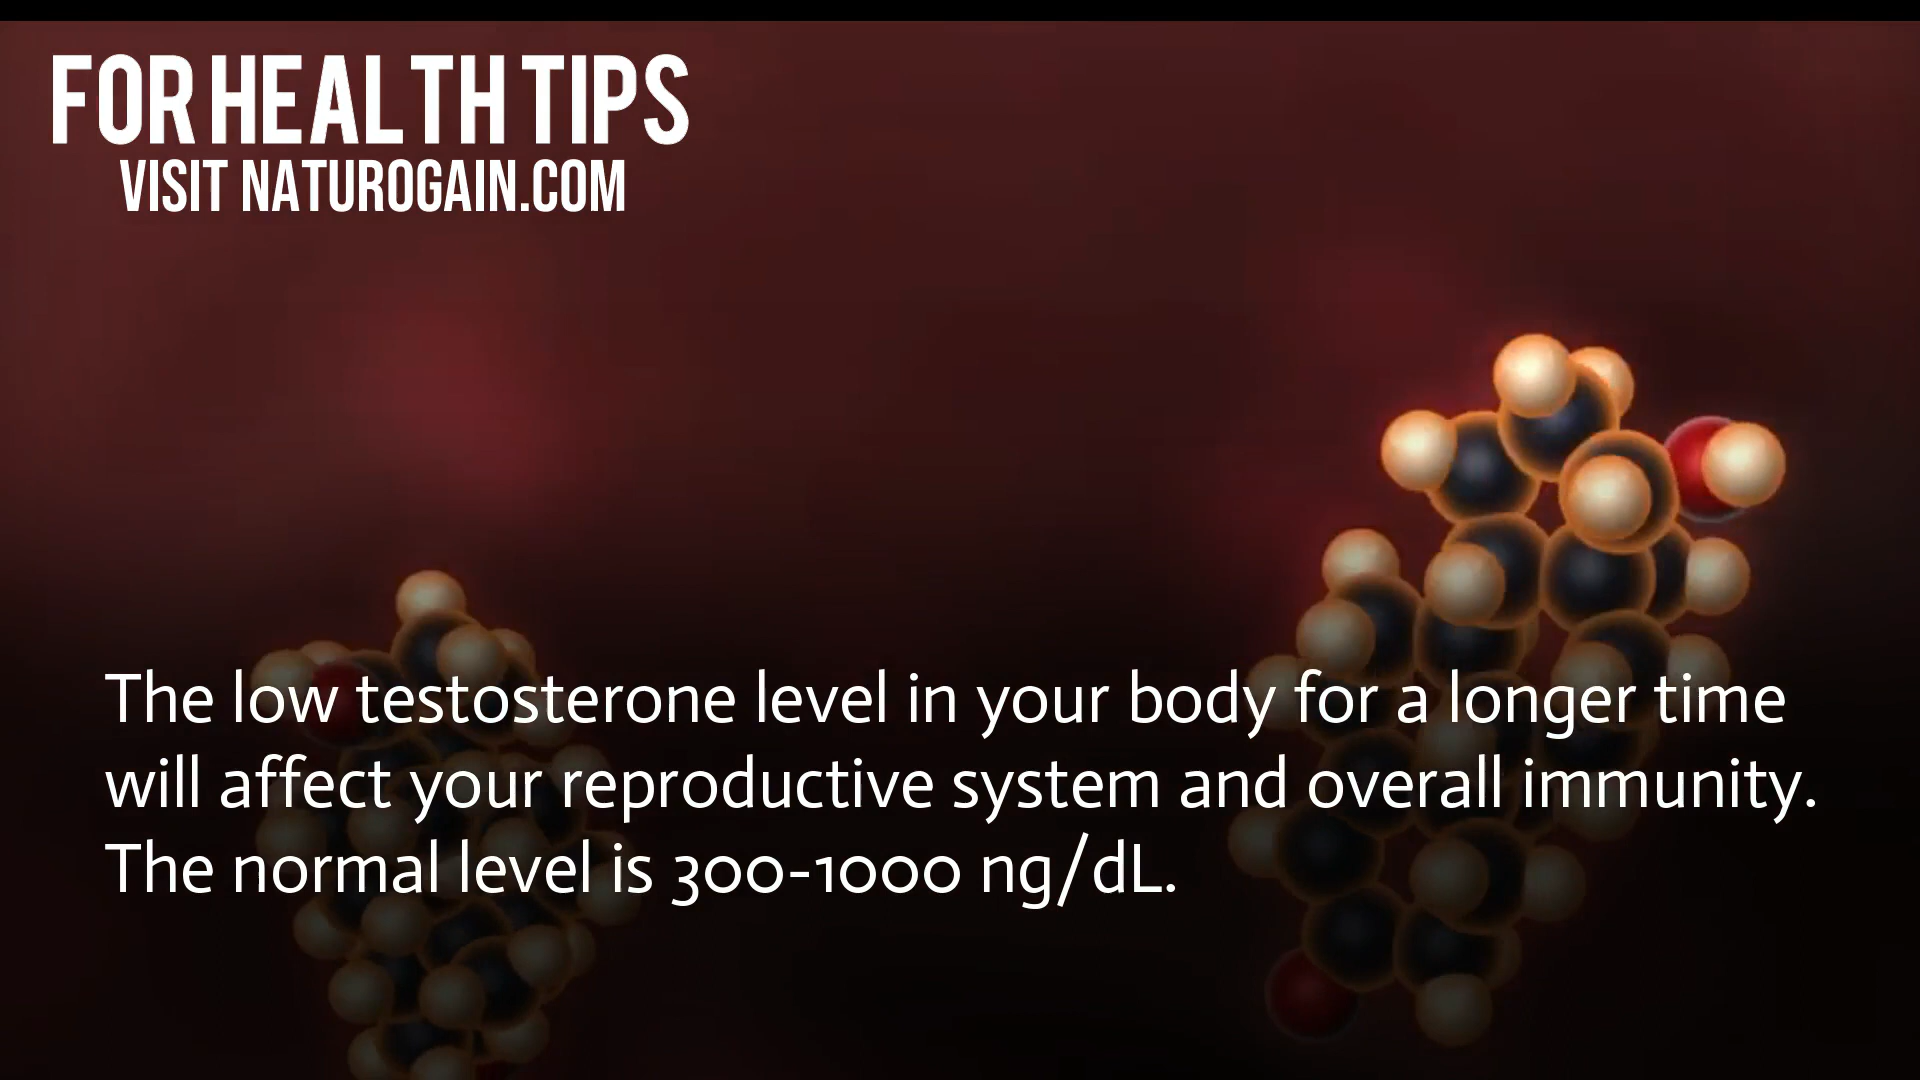 FOR HEALTH TIPS
VISIT NATUROGAIN.COM
The low testosterone level in your body for a longer time
will affect your reproductive system and overall immunity.
The normal level is 300-1000 ng/dL.